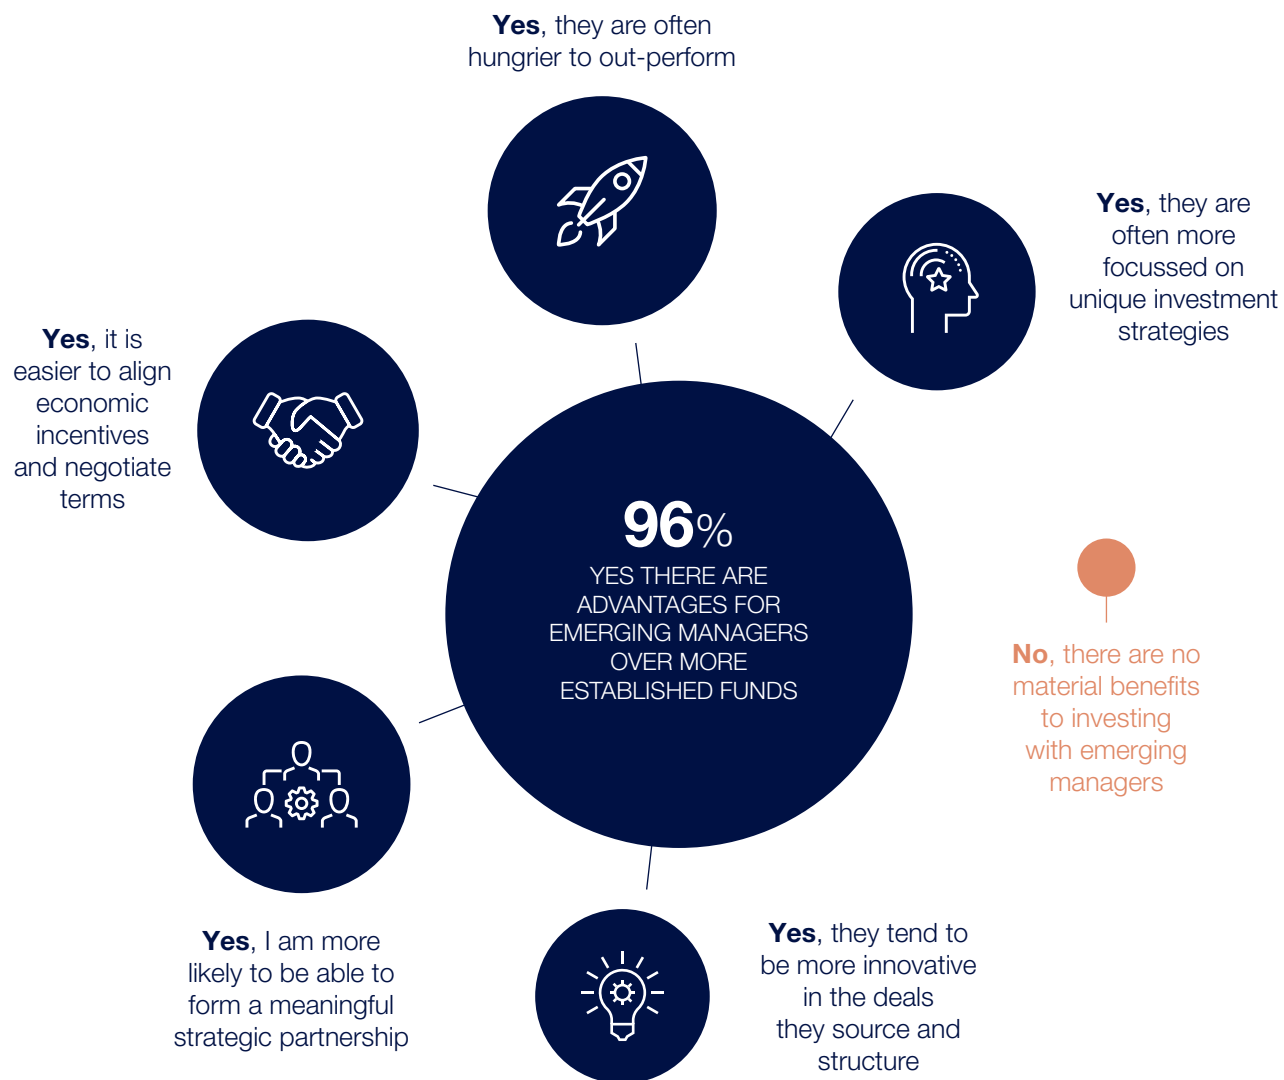 Yes, they are often
hungrier to out-perform
Yes, they are
often more
focussed on
unique investment
strategies
Yes, it is
easier to align
economic
incentives
and negotiate
terms
96%
YES THERE ARE
ADVANTAGES FOR
EMERGING MANAGERS
OVER MORE
ESTABLISHED FUNDS
No, there are no
material benefits
to investing
with emerging
managers
Yes, I am more
likely to be able to
form a meaningful
strategic partnership
Yes, they tend to
be more innovative
in the deals
they source and
structure